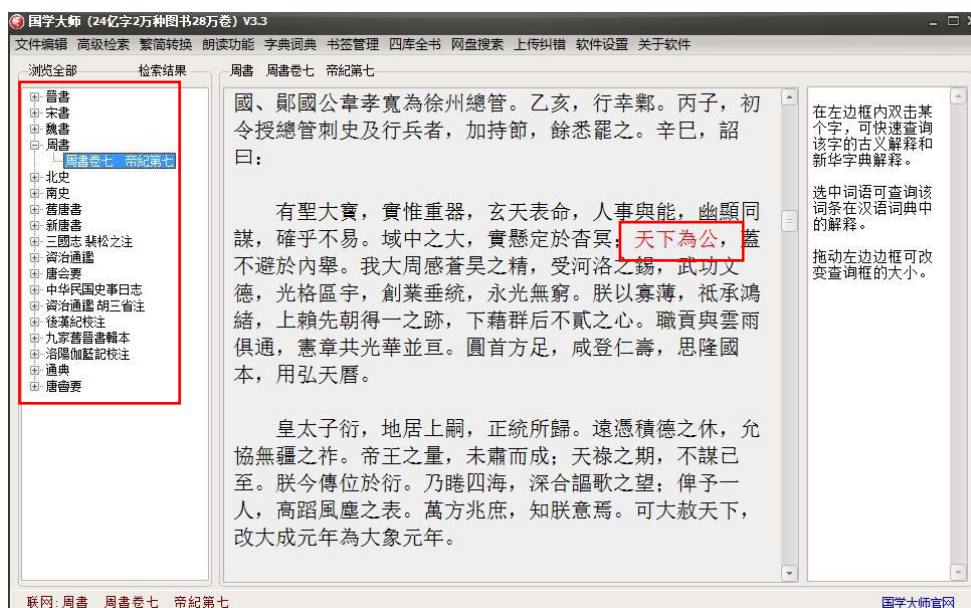 国学大师 (24亿字2万种图书28万卷) V3.3
文件编辑 高级检索 繁简转换 朗读功能 字典词典 书签管理 四库全书 网盘搜索 上传纠错 软件设置 关于软件
浏览全部 检索结果
周書 周書卷七 帝紀第七
晉書
宋書
魏書
周書
周書卷七 帝紀第七
北史
南史
舊唐書
新唐書
三國志 裴松之注
資治通鑑
唐会要
中华民国史事日志
資治通鑑 胡三省注
後漢紀校注
九家舊晉書輯本
洛陽伽藍記校注
通典
唐會要
國、鄖國公韋孝寬為徐州總管。乙亥，行幸鄴。丙子，初
令授總管刺史及行兵者，加持節，餘悉罷之。辛巳，詔
曰：
有聖大寶，實惟重器，玄天表命，人事與能，幽顯同
謀，確乎不易。域中之大，實懸定於杳冥；天下為公，蓋
不避於內舉。我大周感蒼昊之精，受河洛之錫，武功文
德，光格區宇，創業垂統，永光無窮。朕以寡薄，祗承鴻
緒，上賴先朝得一之跡，下藉群后不貳之心。職貢與雲雨
俱通，憲章共光華並亘。圓首方足，咸登仁壽，思隆國
本，用弘天曆。
皇太子衍，地居上嗣，正統所歸。遠憑積德之休，允
協無疆之祚。帝王之量，未肅而成；天祿之期，不謀已
至。朕今傳位於衍。乃睠四海，深合謳歌之望；俾予一
人，高蹈風塵之表。萬方兆庶，知朕意焉。可大赦天下，
改大成元年為大象元年。
在左边框内双击某
个字，可快速查询
该字的古义解释和
新华字典解释。
选中词语可查询该
词条在汉语词典中
的解释。
拖动左边边框可改
变查询框的大小。
联网:周書 周書卷七 帝紀第七
国学大师官网